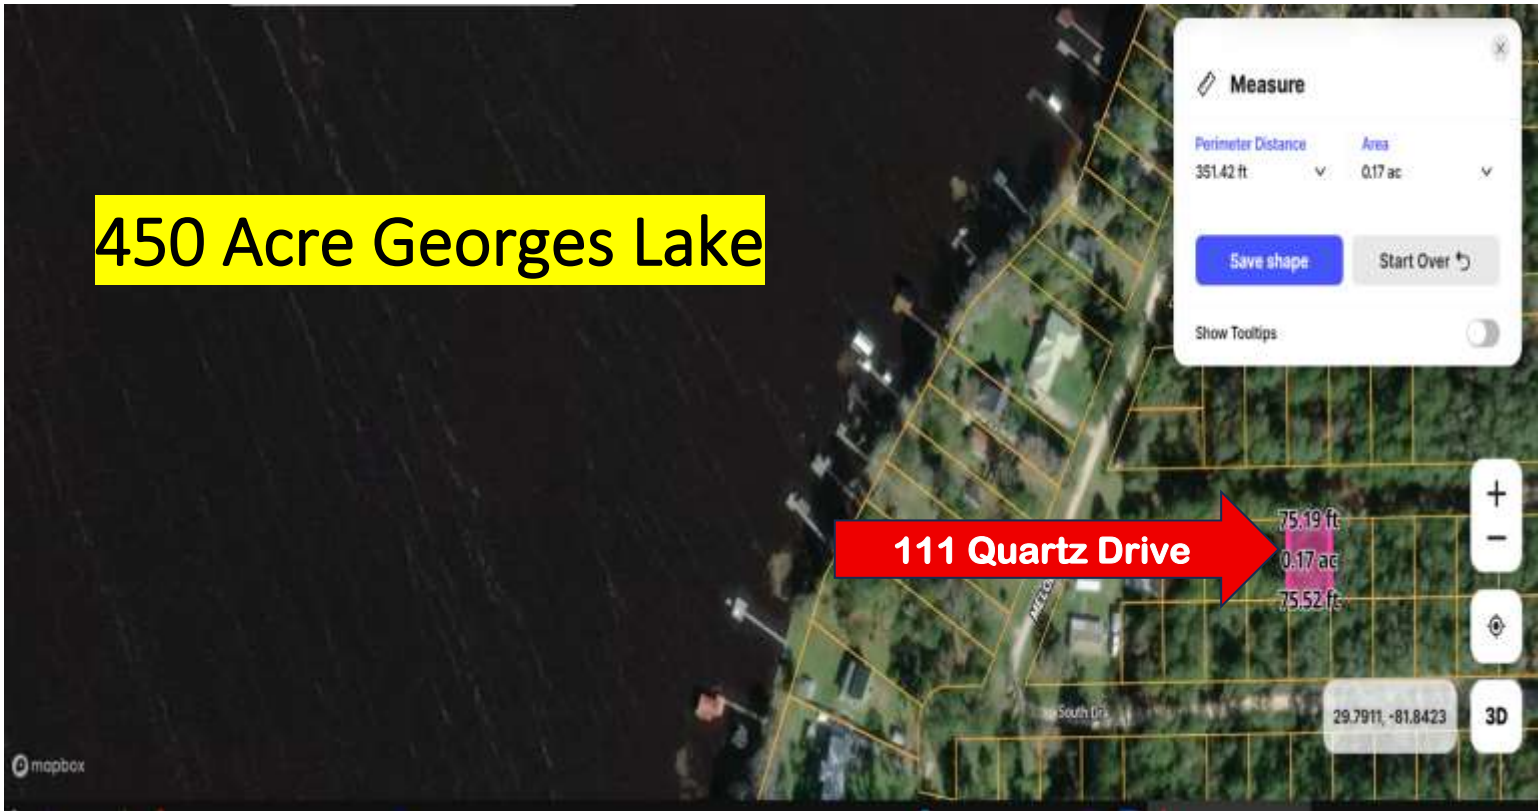 Measure
Perimeter Distance
Area
351.42 ft
0.17 ac
450 Acre Georges Lake
Save shape
Start Over
Show Tooltips
75.19 ft
111 Quartz Drive
0.17 ac
75.52 ft
South Dr
29.7911, -81.8423
3D
mapbox